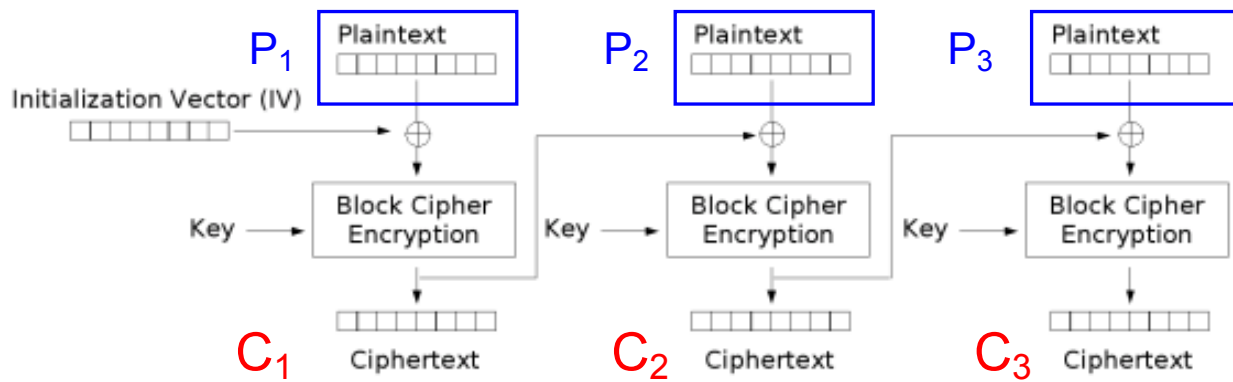 P₁
Plaintext
P₂
Plaintext
P₃
Plaintext
Initialization Vector (IV)
Key
Block Cipher
Encryption
Key
Block Cipher
Encryption
Key
Block Cipher
Encryption
C₁
Ciphertext
C₂
Ciphertext
C₃
Ciphertext